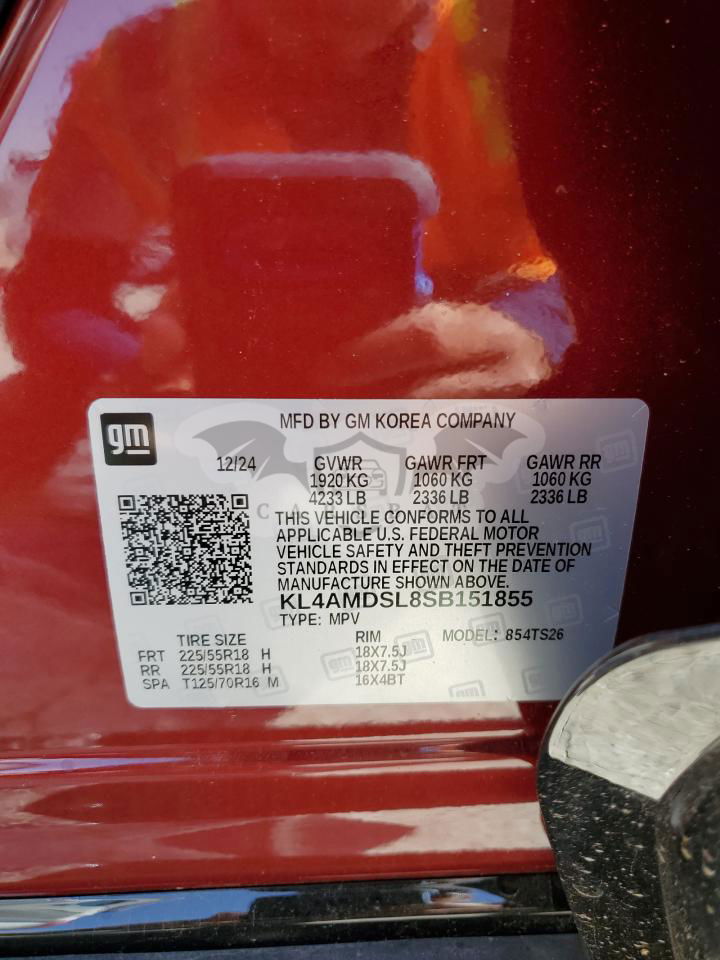 gm
MFD BY GM KOREA COMPANY
12/24 GVWR GAWR FRT GAWR RR
1920 KG 1060 KG 1060 KG
4233 LB 2336 LB 2336 LB
THIS VEHICLE CONFORMS TO ALL
APPLICABLE U.S. FEDERAL MOTOR
VEHICLE SAFETY AND THEFT PREVENTION
STANDARDS IN EFFECT ON THE DATE OF
MANUFACTURE SHOWN ABOVE.
KL4AMDSL8SB151855
TYPE: MPV
TIRE SIZE RIM MODEL: 854TS26
FRT 225/55R18 H 18X7.5J
RR 225/55R18 H 18X7.5J
SPA T125/70R16 M 16X4BT